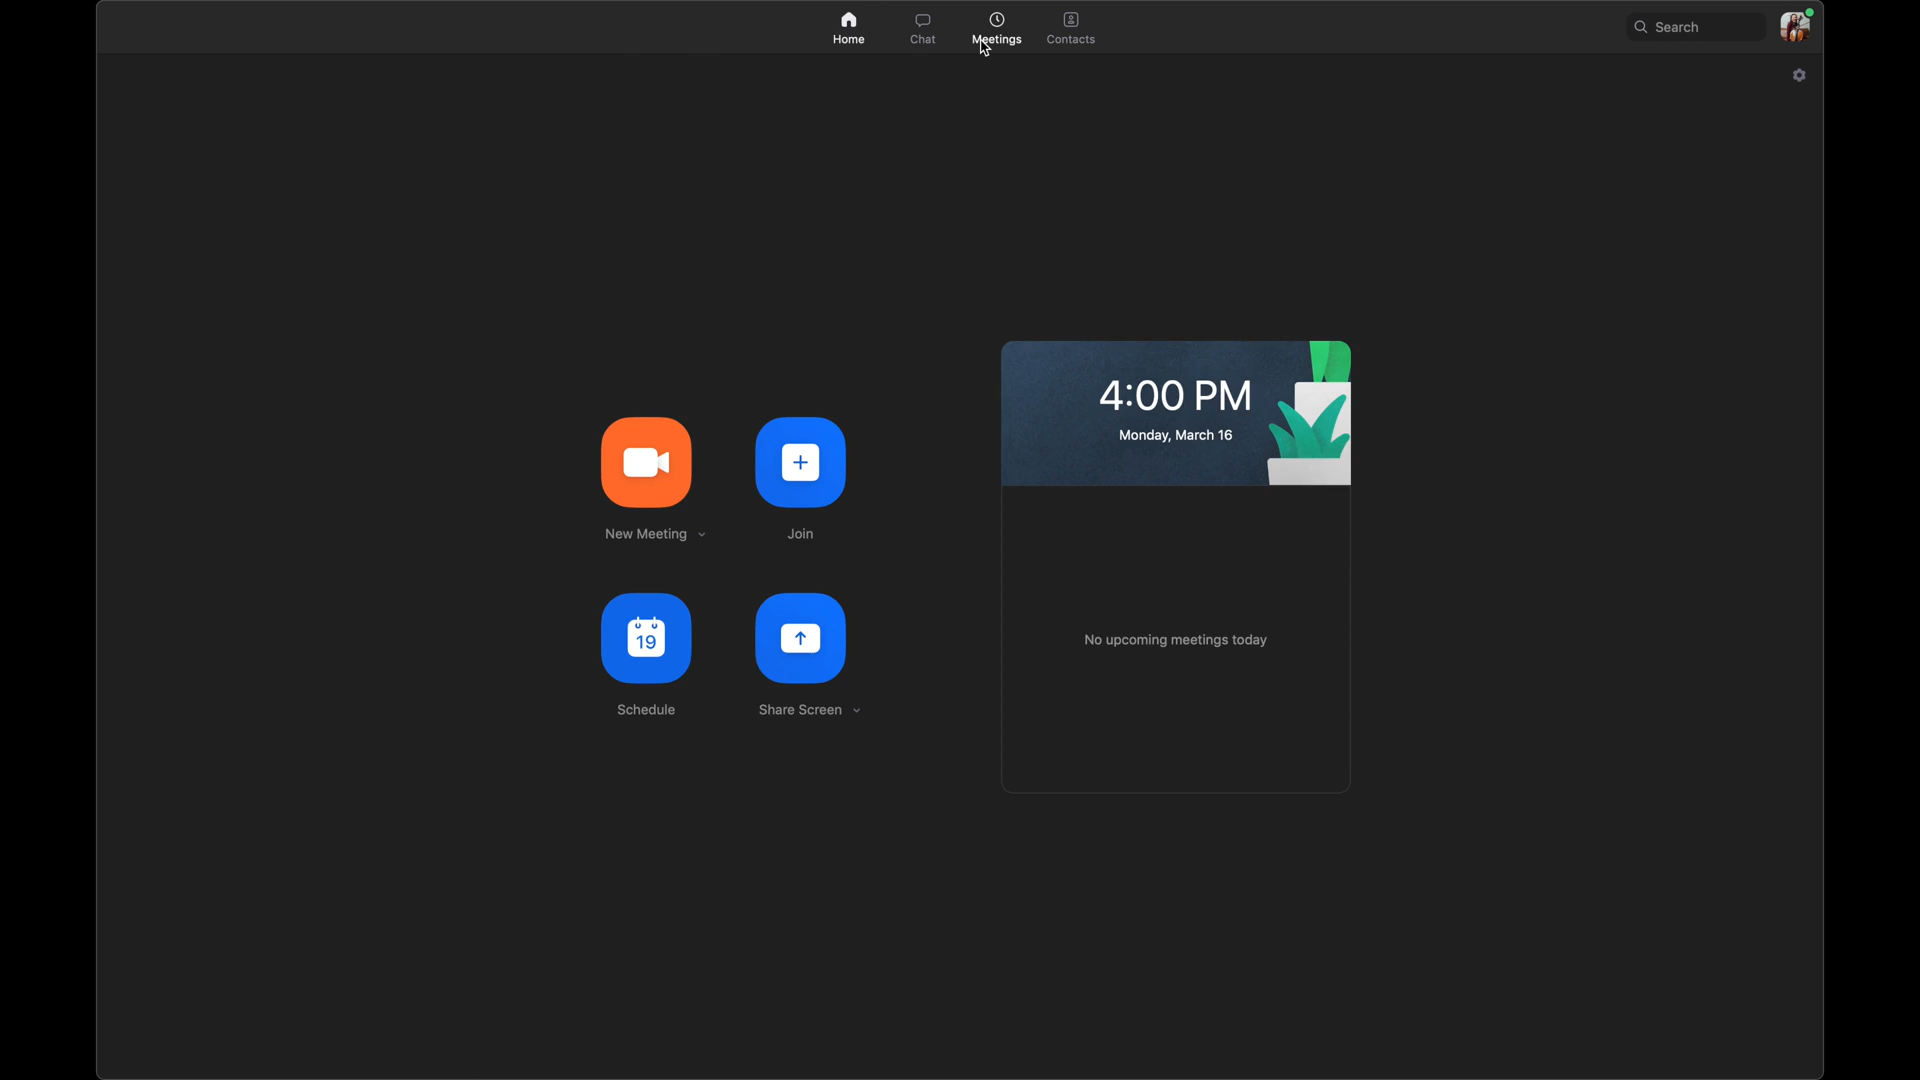 Home
Chat
Meetings
Contacts
Search
4:00 PM
Monday, March 16
New Meeting
Join
19
Schedule
Share Screen
No upcoming meetings today